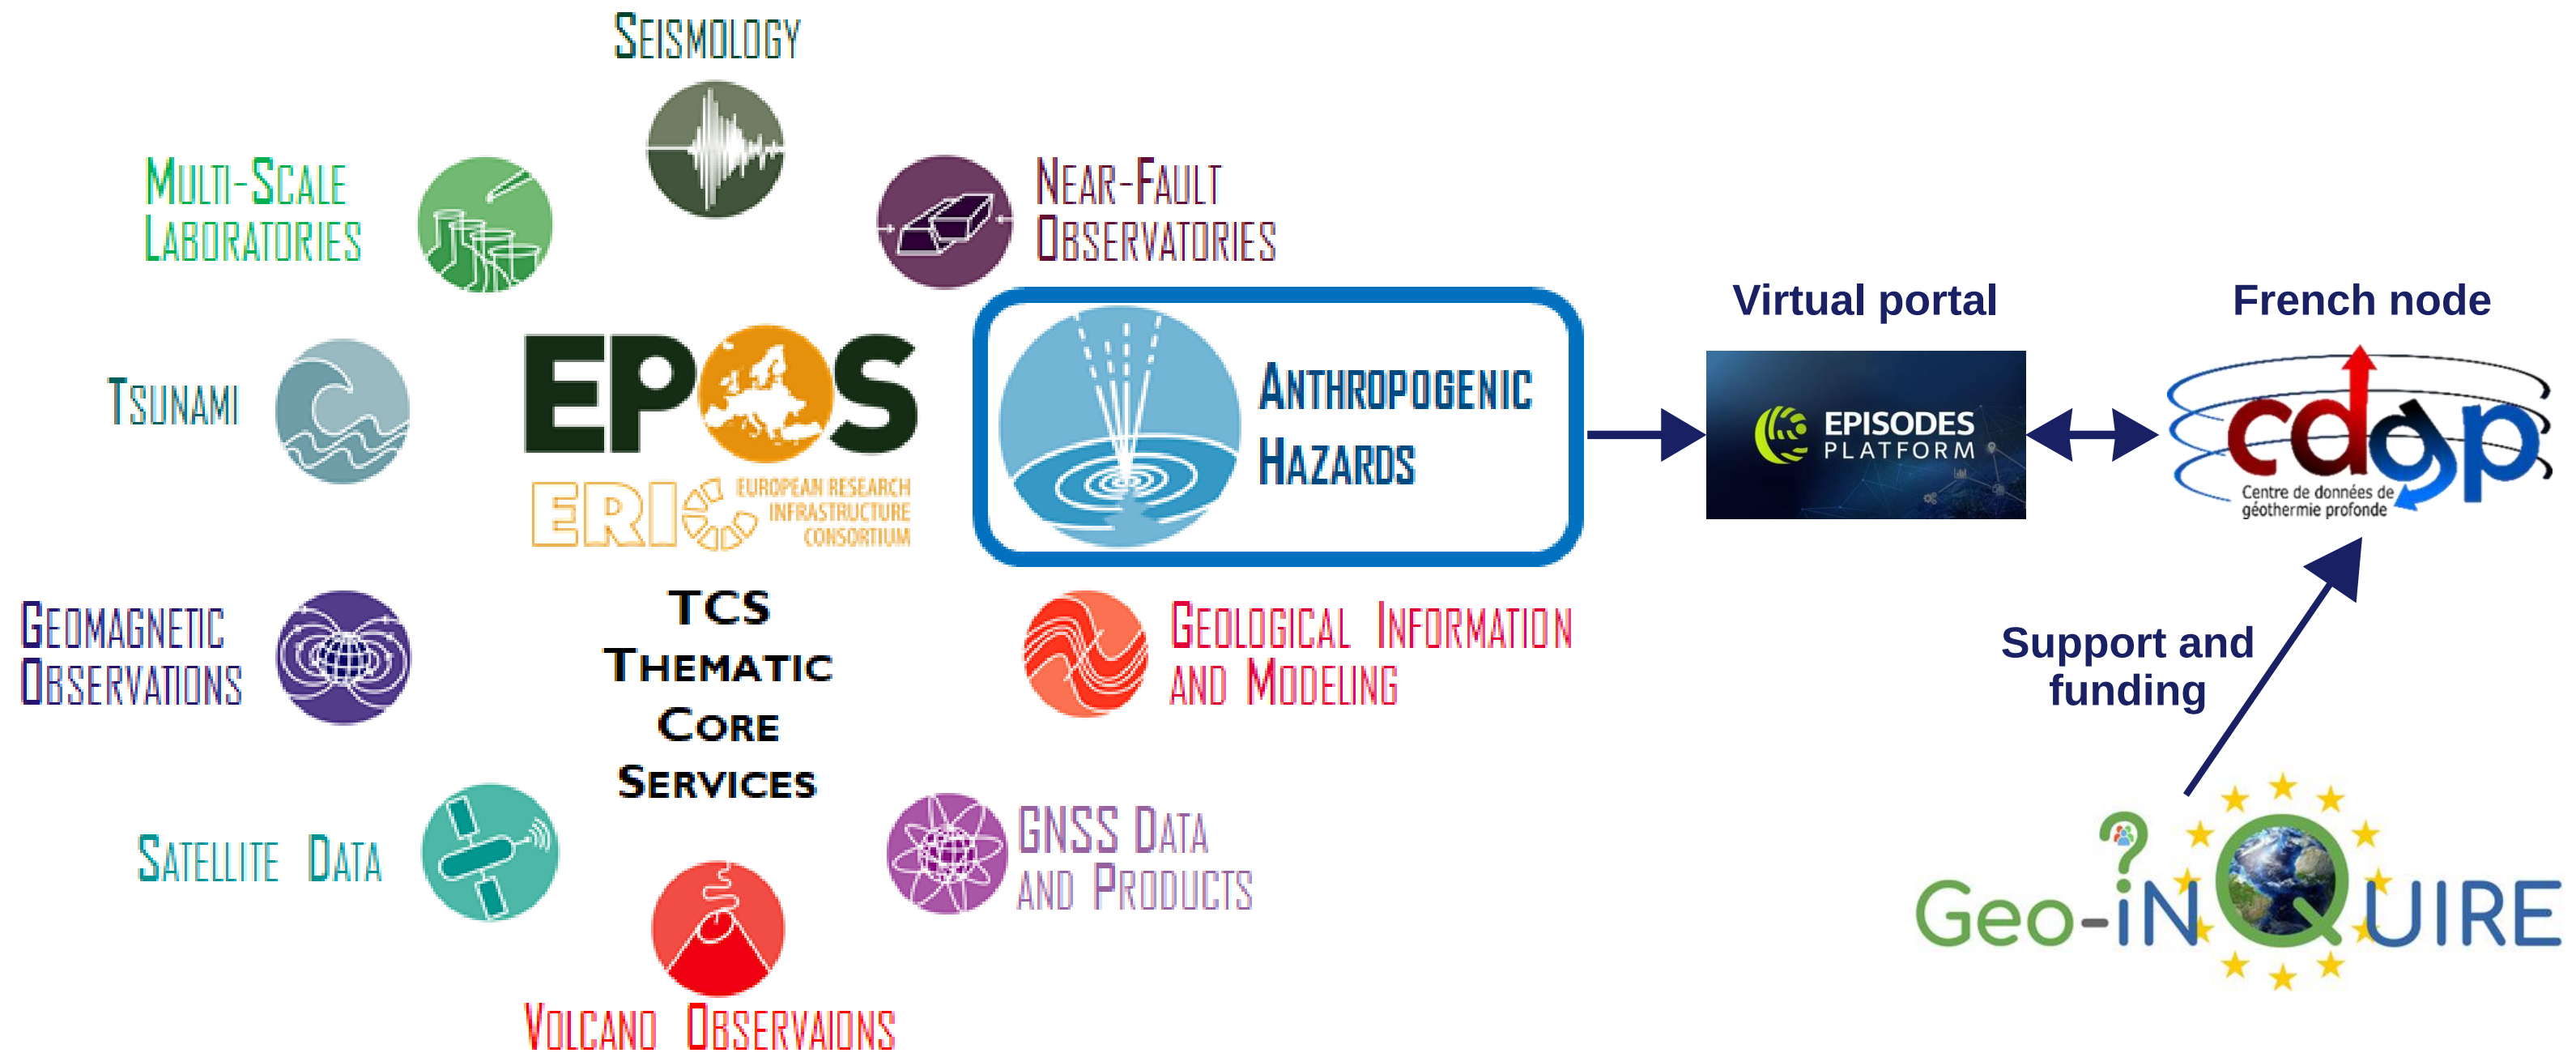 SEISMOLOGY
MULTI-SCALE
LABORATORIES
NEAR-FAULT
OBSERVATORIES
TSUNAMI
EPOS
ERIC
EUROPEAN RESEARCH
INFRASTRUCTURE
CONSORTIUM
ANTHROPOGENIC
HAZARDS
Virtual portal
EPISODES
PLATFORM
French node
cdgp
Centre de données de
géothermie profonde
GEOMAGNETIC
OBSERVATIONS
TCS
THEMATIC
CORE
SERVICES
GEOLOGICAL INFORMATION
AND MODELING
Support and
funding
SATELLITE DATA
GNSS DATA
AND PRODUCTS
VOLCANO OBSERVAIONS
Geo-iNQUIRE